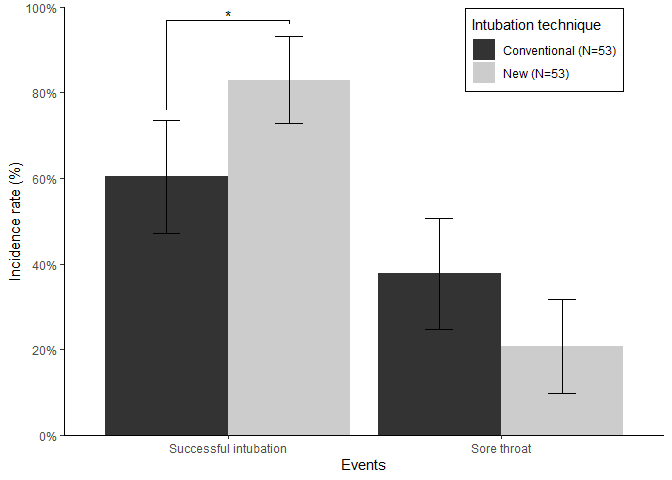 *
Intubation technique
Conventional (N=53)
New (N=53)
Incidence rate (%)
100%
80%
60%
40%
20%
0%
Successful intubation
Sore throat
Events